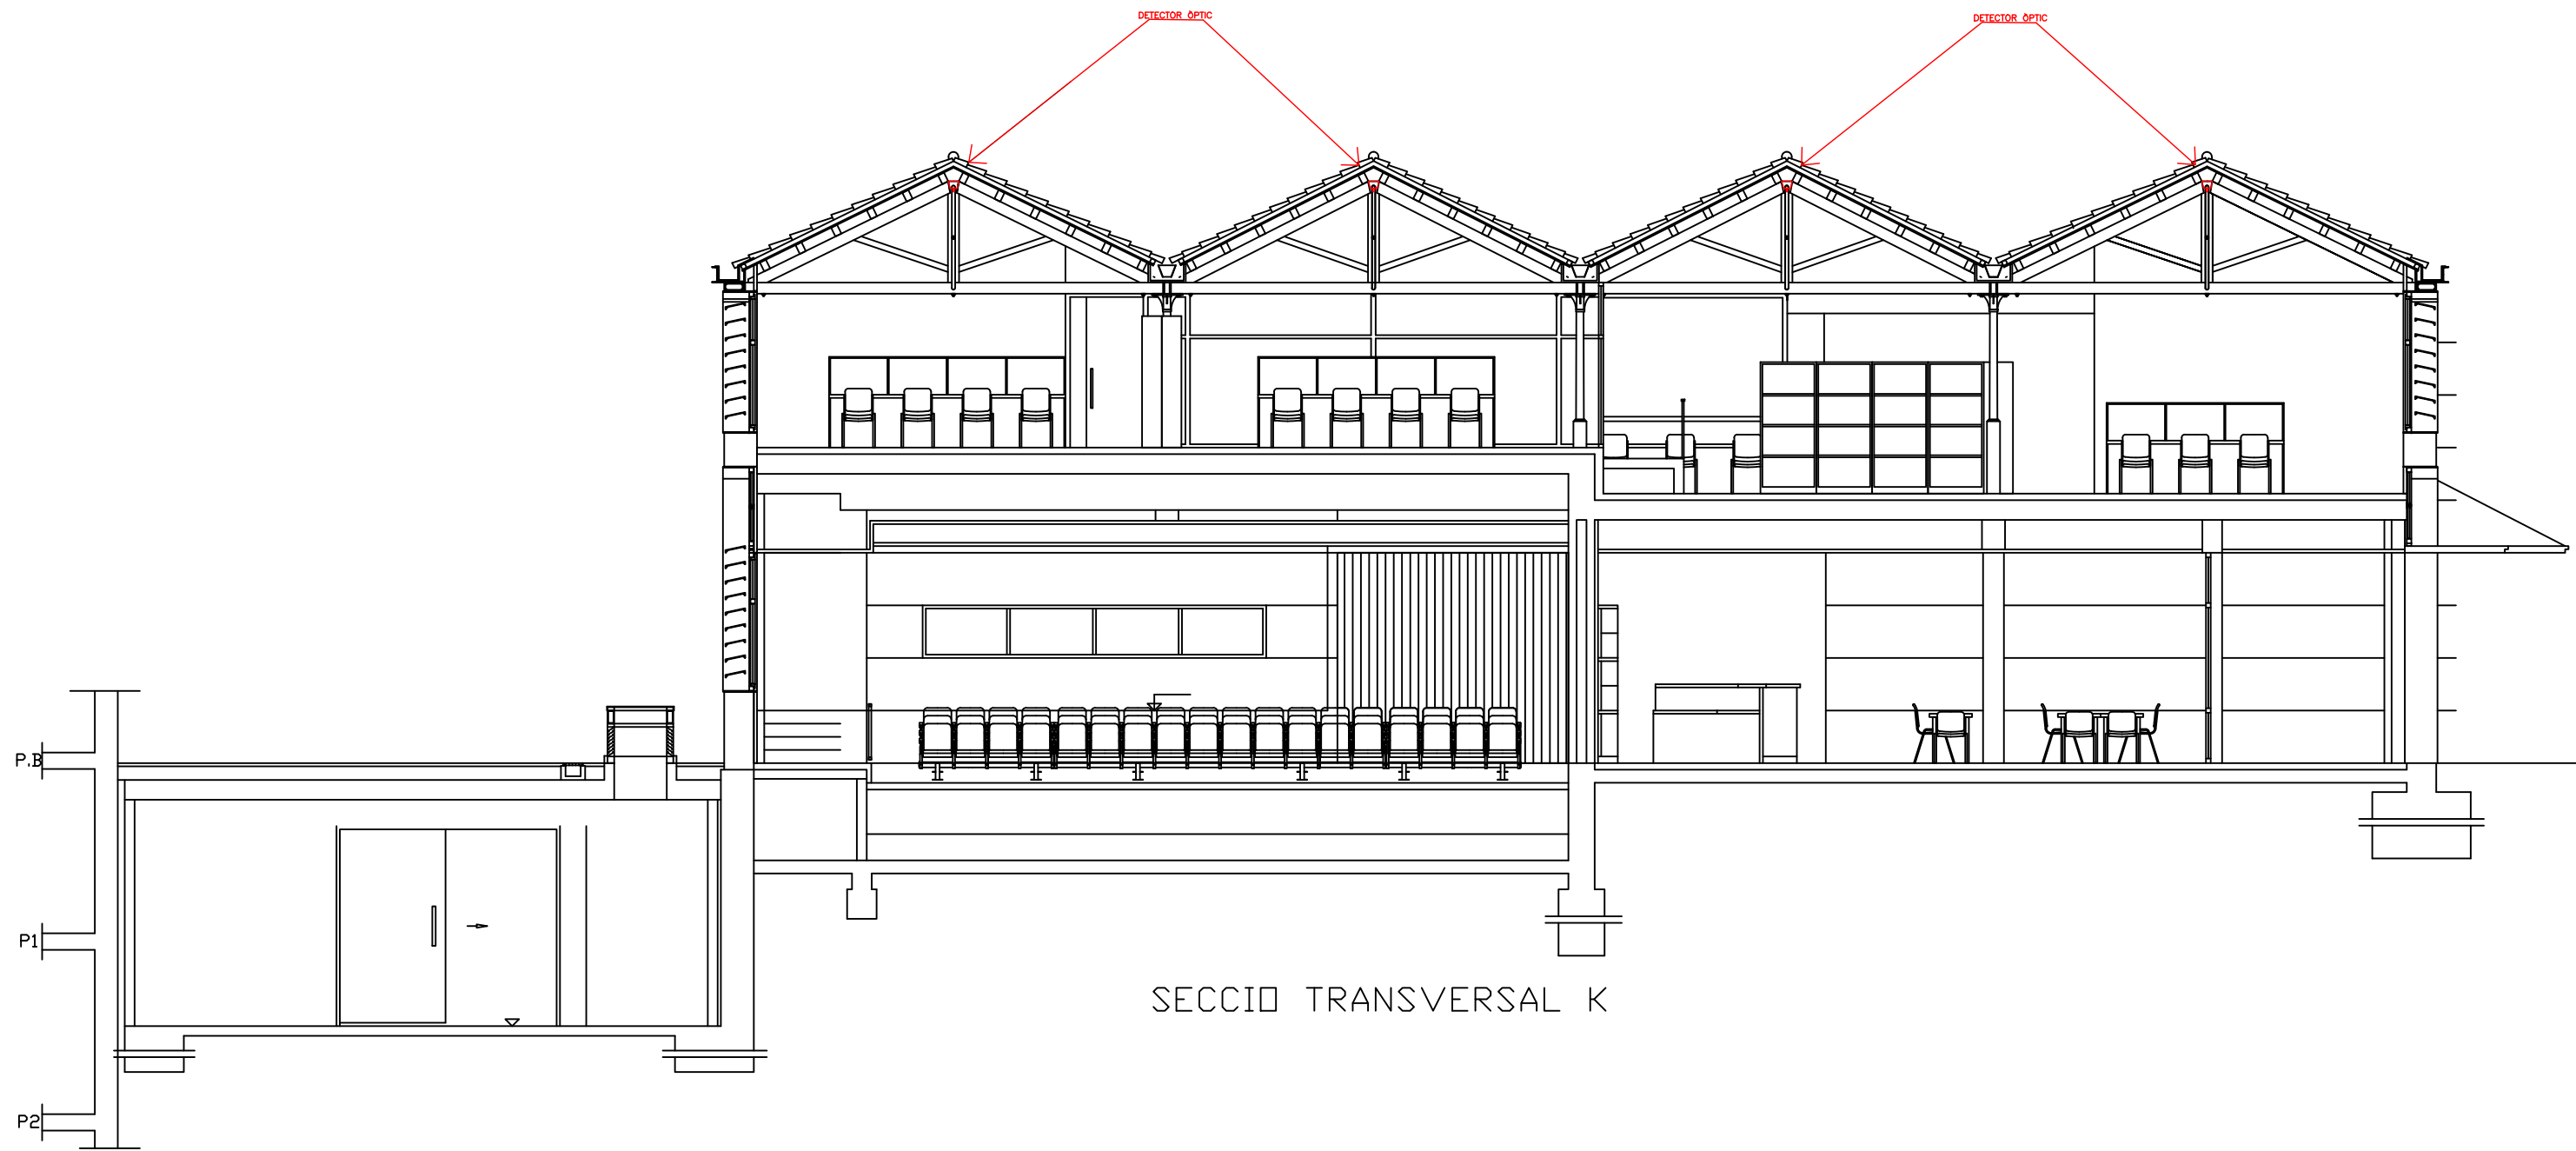 DETECTOR ÒPTIC
DETECTOR ÒPTIC
P.B
P1
P2
SECCIO TRANSVERSAL K